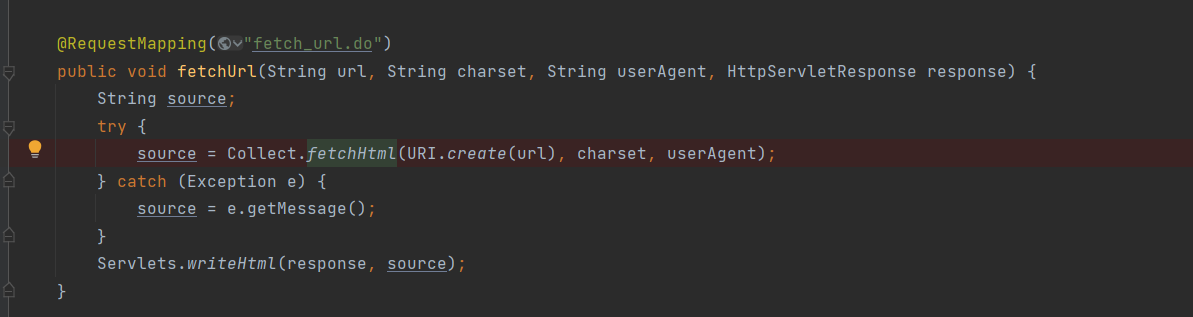 @RequestMapping("fetch_url.do")
public void fetchUrl(String url, String charset, String userAgent, HttpServletResponse response) {
    String source;
    try {
        source = Collect.fetchHtml(URI.create(url), charset, userAgent);
    } catch (Exception e) {
        source = e.getMessage();
    }
    Servlets.writeHtml(response, source);
}